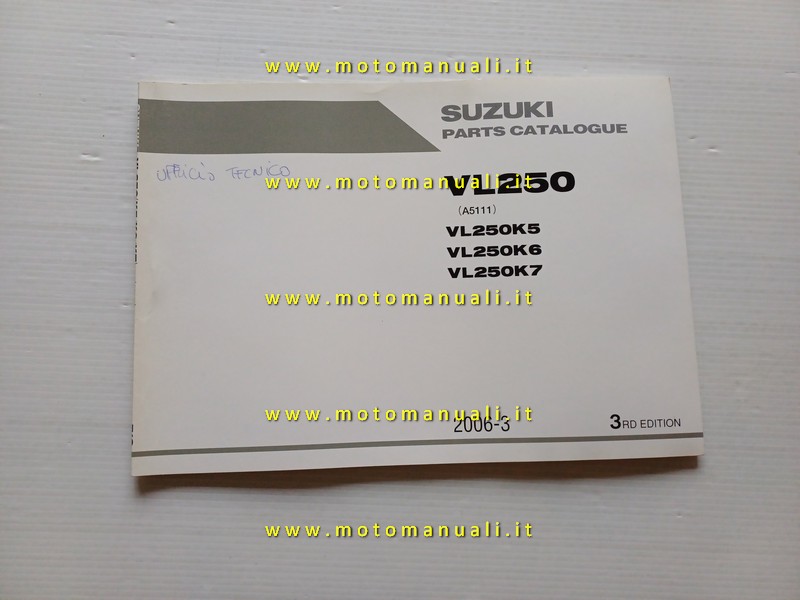 www.motomanuali.it
SUZUKI
PARTS CATALOGUE
UFFICIO TECNICO
VL250
www.motomanuali.it
(A5111)
VL250K5
VL250K6
VL250K7
www.motomanuali.it
www.motomanuali.it
2006-3
3RD EDITION
www.motomanuali.it